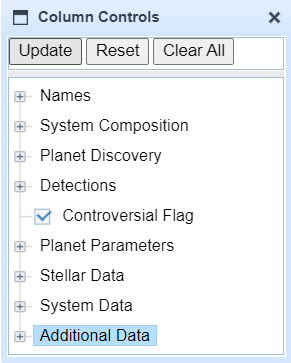 Column Controls
Update Reset Clear All
Names
System Composition
Planet Discovery
Detections
Controversial Flag
Planet Parameters
Stellar Data
System Data
Additional Data